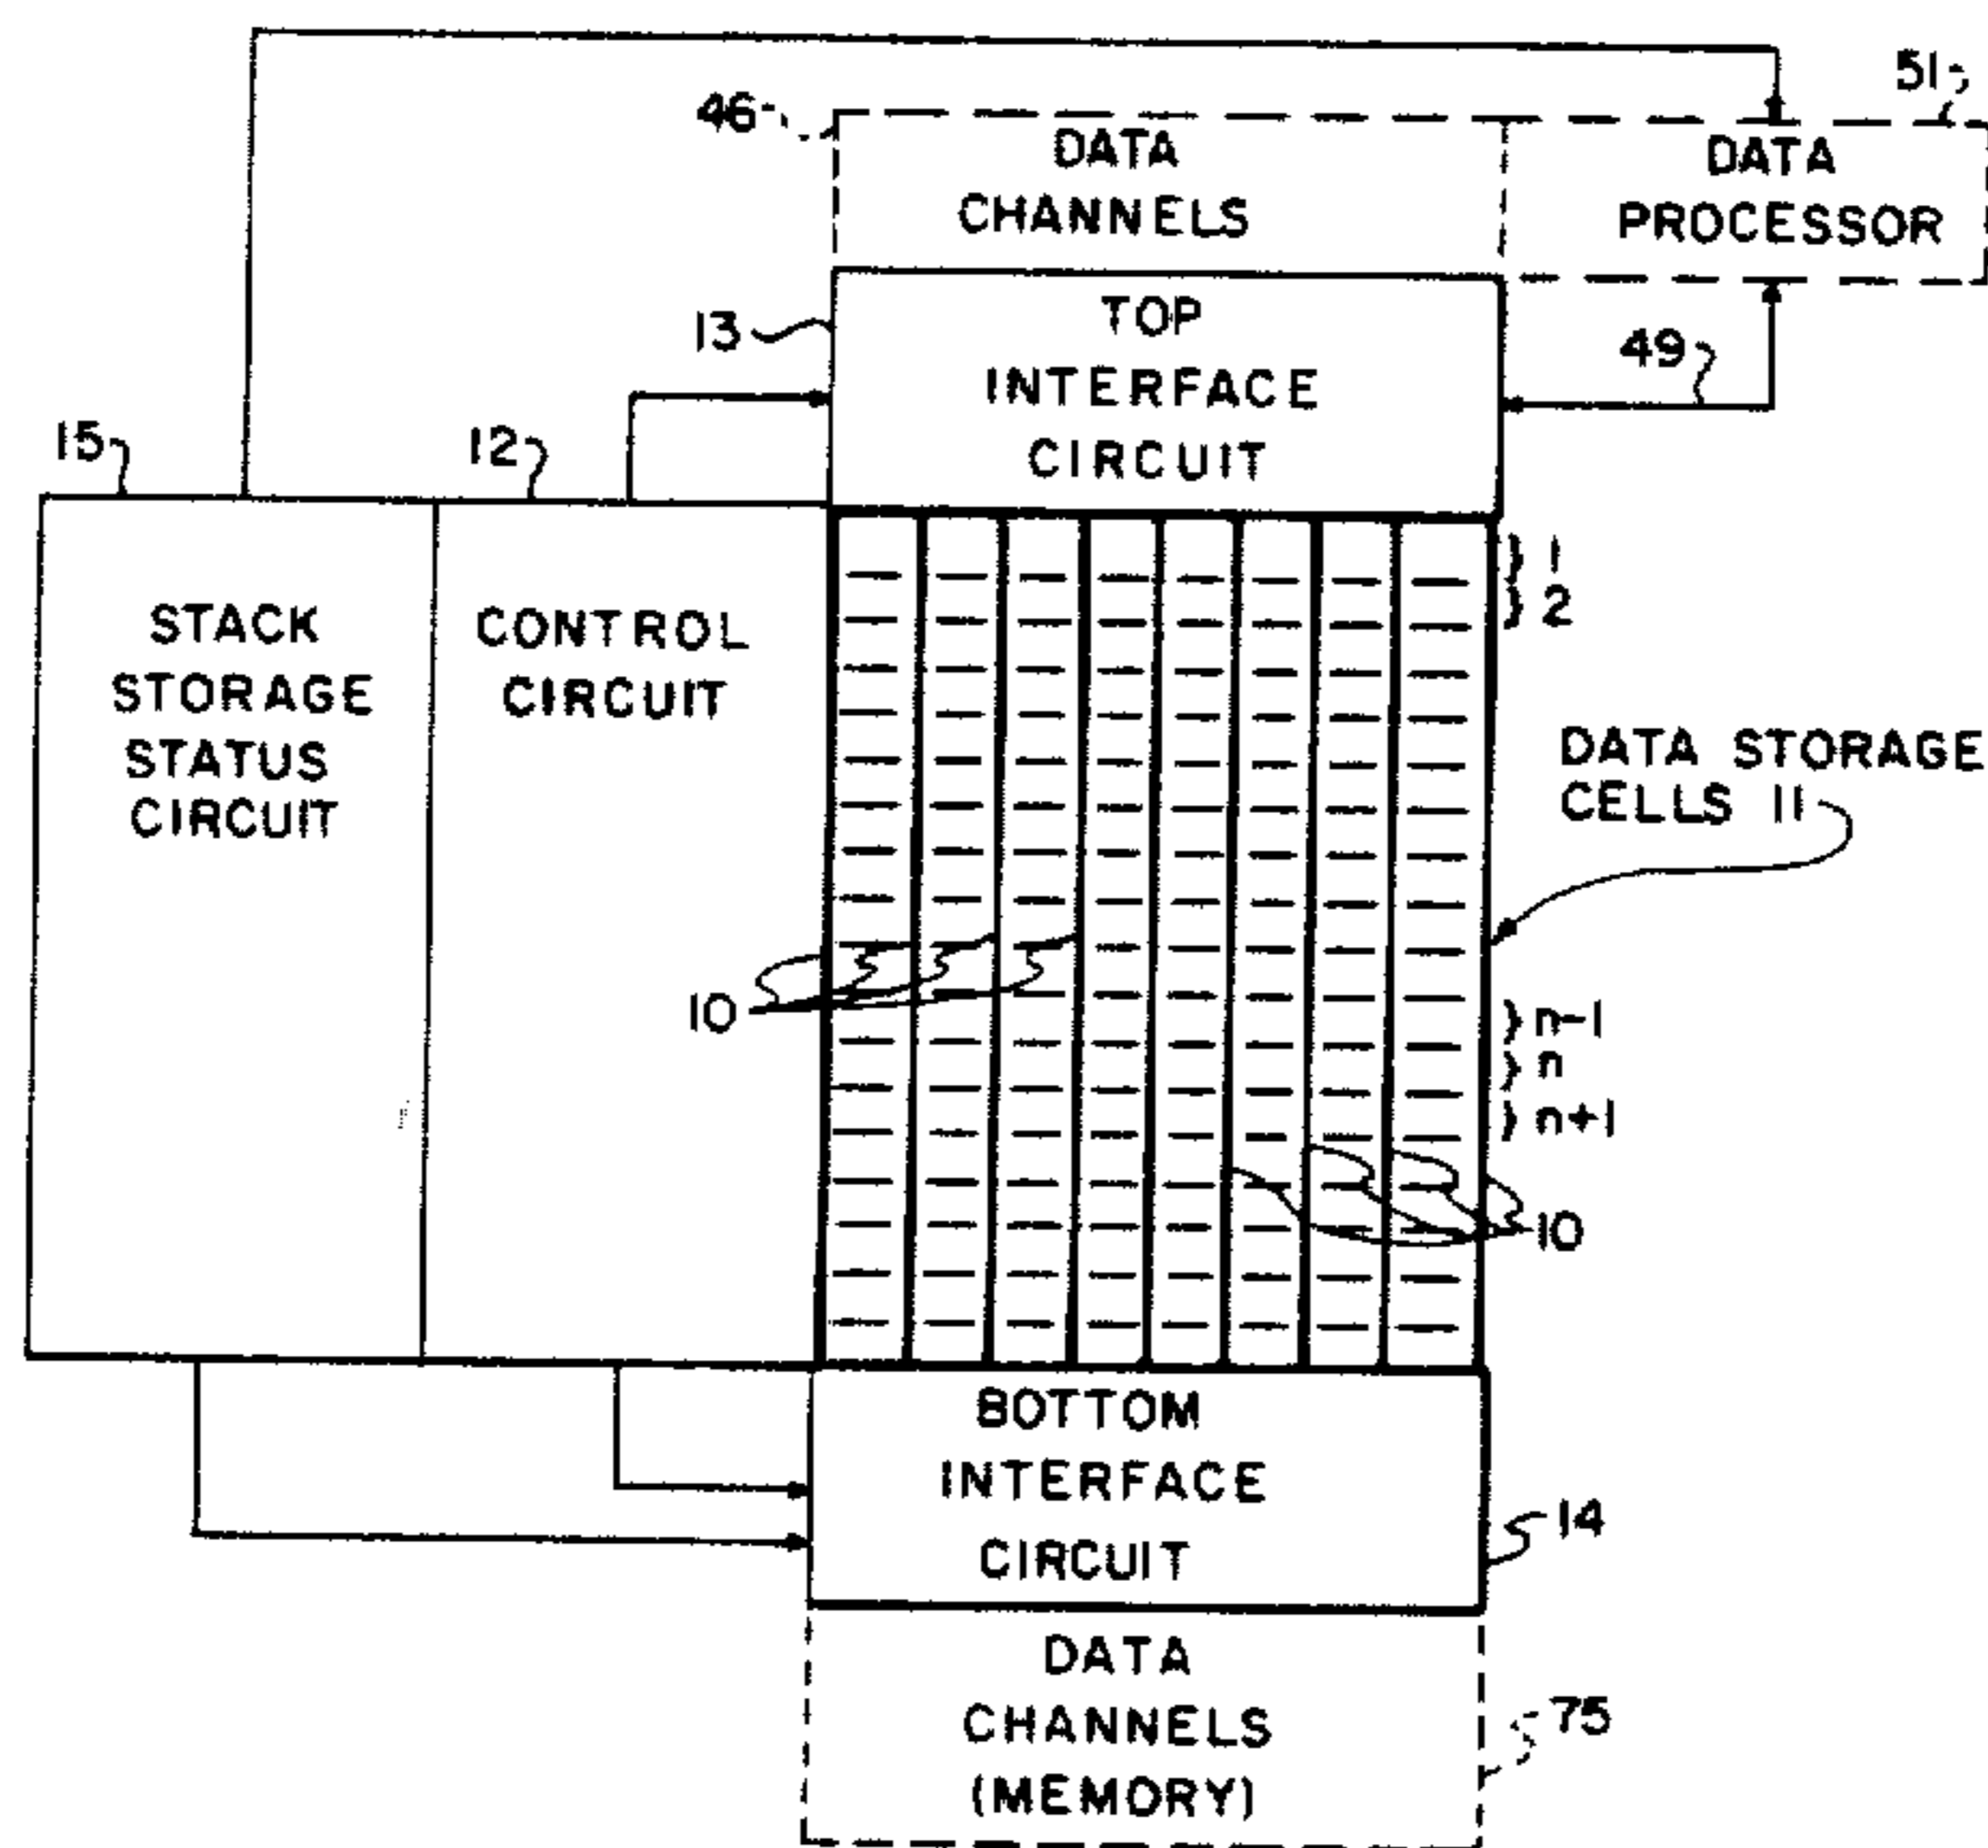 51
46
DATA
CHANNELS
DATA
PROCESSOR
13
TOP
INTERFACE
CIRCUIT
49
15
12
1
2
STACK
STORAGE
STATUS
CIRCUIT
CONTROL
CIRCUIT
DATA STORAGE
CELLS 11
10
n-1
n
n+1
10
BOTTOM
INTERFACE
CIRCUIT
14
DATA
CHANNELS
(MEMORY)
75